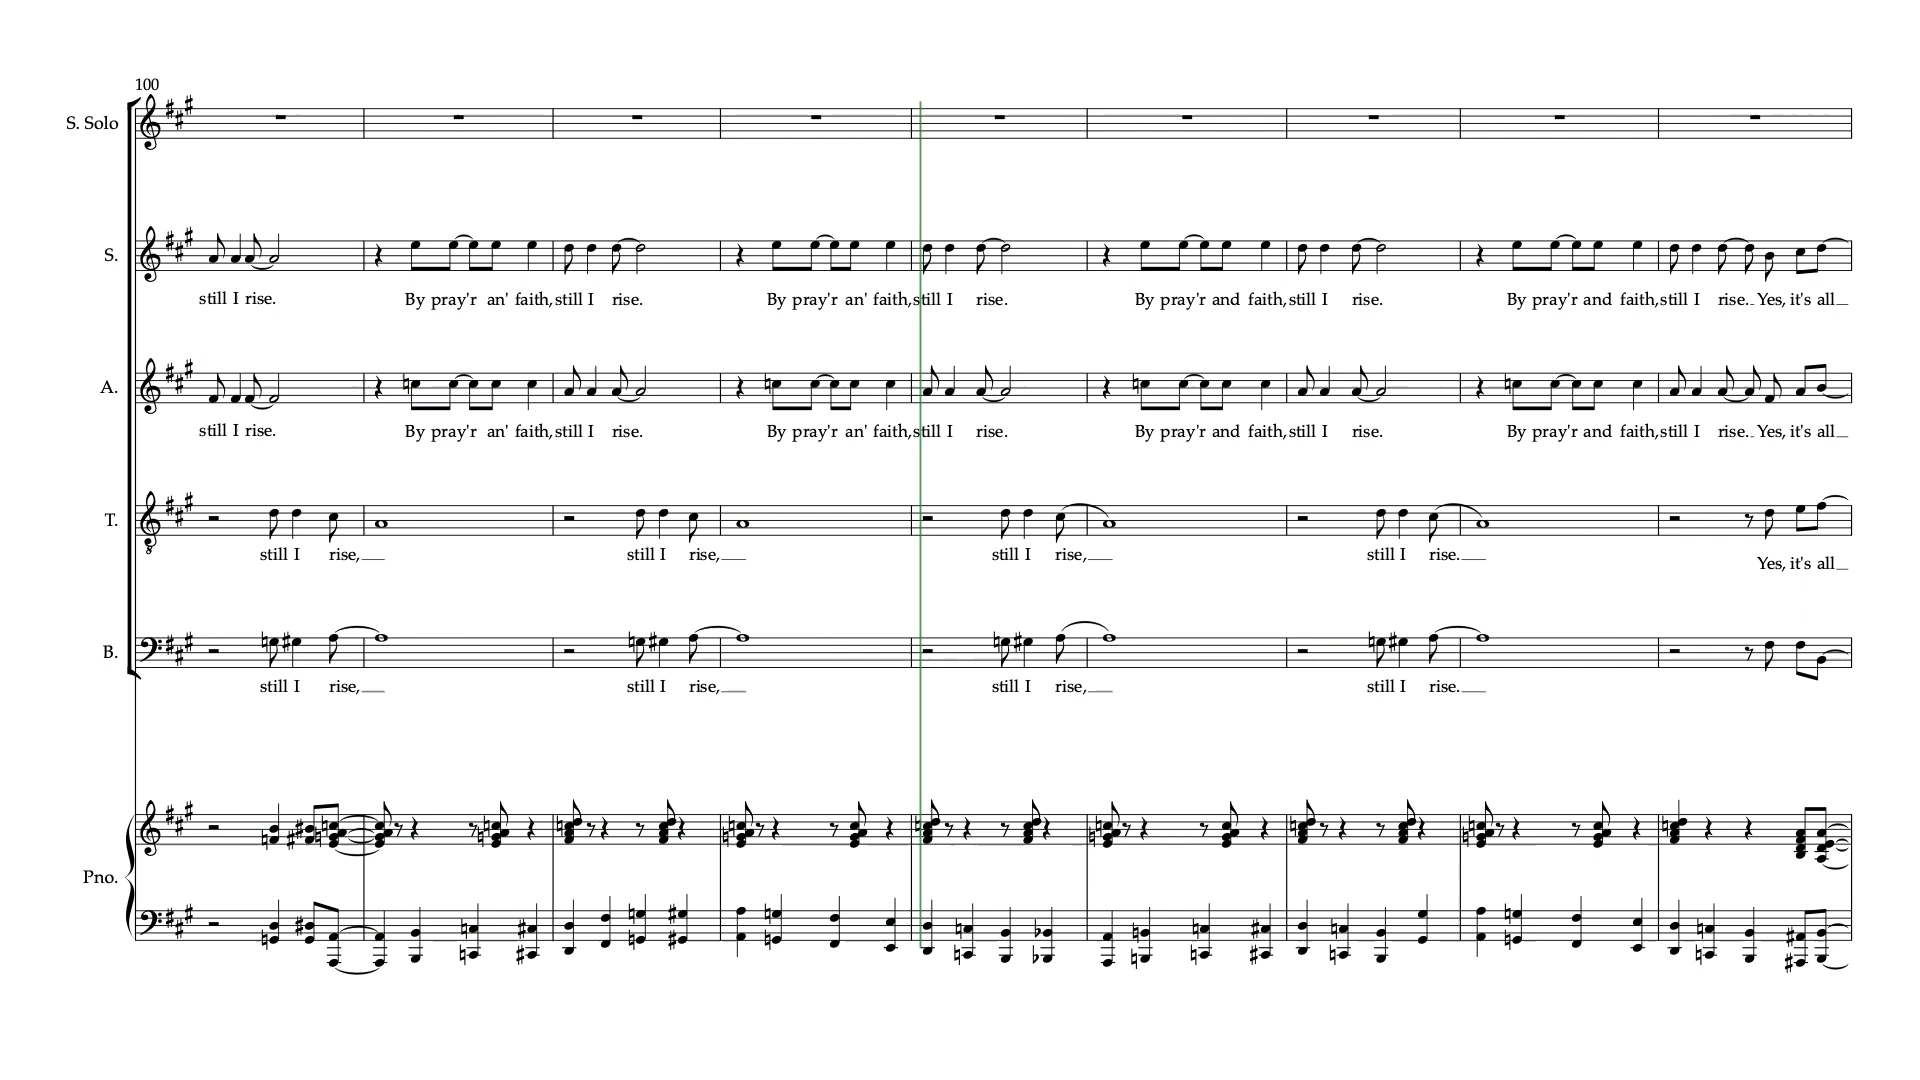 100
S. Solo
S.
still I rise. By pray'r an' faith, still I rise. By pray'r an' faith, still I rise. By pray'r and faith, still I rise. By pray'r and faith, still I rise. Yes, it's all
A.
still I rise. By pray'r an' faith, still I rise. By pray'r an' faith, still I rise. By pray'r and faith, still I rise. By pray'r and faith, still I rise. Yes, it's all
T.
8
still I rise, still I rise, still I rise, still I rise. Yes, it's all
B.
still I rise, still I rise, still I rise, still I rise.
Pno.